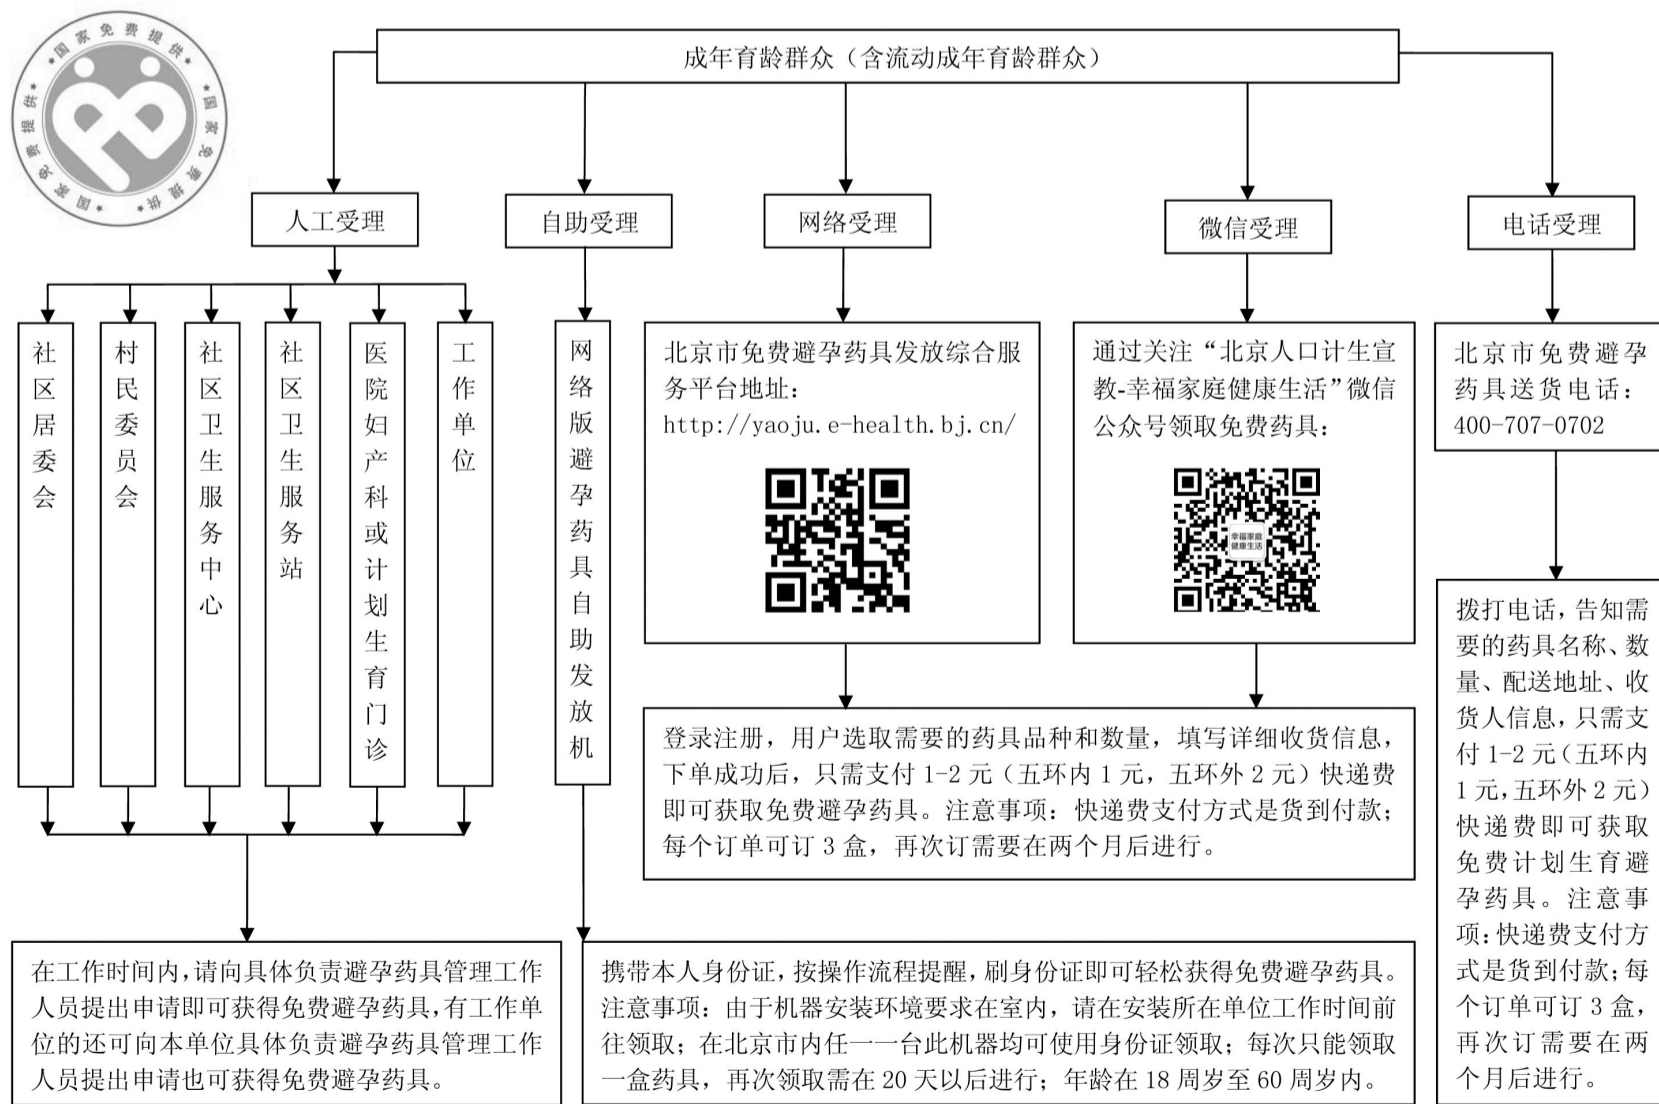 ★国家免费提供★
★国家免费提供★
★国家免费提供★
成年育龄群众（含流动成年育龄群众）
人工受理
自助受理
网络受理
微信受理
电话受理
社区居委会
村民委员会
社区卫生服务中心
社区卫生服务站
医院妇产科或计划生育门诊
工作单位
网络版避孕药具自助发放机
北京市免费避孕药具发放综合服
务平台地址：
http://yaoju.e-health.bj.cn/
通过关注“北京人口计生宣
教-幸福家庭健康生活”微信
公众号领取免费药具：
幸福家庭
健康生活
北京市免费避孕
药具送货电话：
400-707-0702
登录注册，用户选取需要的药具品种和数量，填写详细收货信息，
下单成功后，只需支付 1-2 元（五环内 1 元，五环外 2 元）快递费
即可获取免费避孕药具。注意事项：快递费支付方式是货到付款；
每个订单可订 3 盒，再次订需要在两个月后进行。
拨打电话，告知需
要的药具名称、数
量、配送地址、收
货人信息，只需支
付 1-2 元（五环内
1 元，五环外 2 元）
快递费即可获取
免费计划生育避
孕药具。注意事
项：快递费支付方
式是货到付款；每
个订单可订 3 盒，
再次订需要在两
个月后进行。
在工作时间内，请向具体负责避孕药具管理工作
人员提出申请即可获得免费避孕药具，有工作单
位的还可向本单位具体负责避孕药具管理工作
人员提出申请也可获得免费避孕药具。
携带本人身份证，按操作流程提醒，刷身份证即可轻松获得免费避孕药具。
注意事项：由于机器安装环境要求在室内，请在安装所在单位工作时间前
往领取；在北京市内任一一台此机器均可使用身份证领取；每次只能领取
一盒药具，再次领取需在 20 天以后进行；年龄在 18 周岁至 60 周岁内。